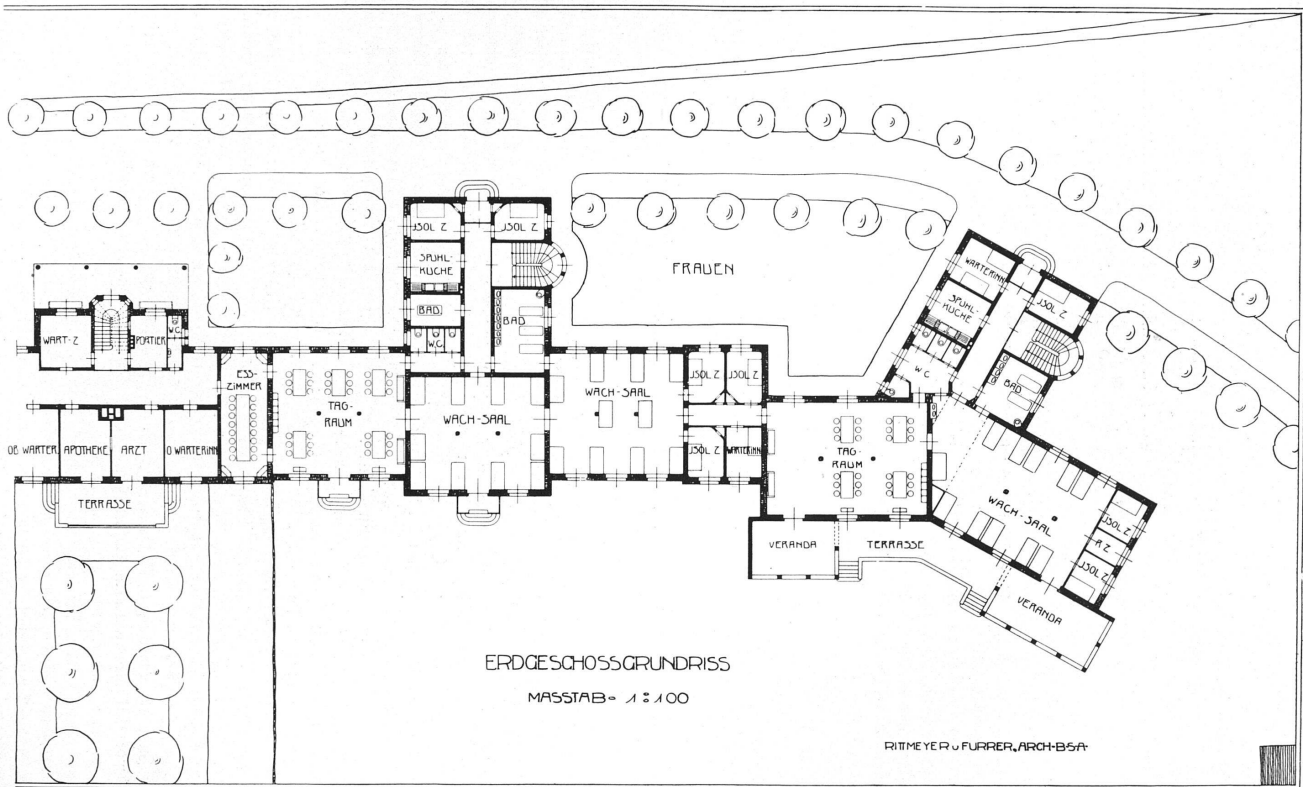 JSOL Z
JSOL Z
SPÜHL-
KÜCHE
BAD
W.C.
BAD
FRAUEN
WARTERINN
JSOL Z
SPÜHL-
KÜCHE
W C
BAD
WART-Z
PORTIER
W.C.
B
ESS-
ZIMMER
TAG-
RAUM
WACH-SAAL
WACH-SAAL
JSOL Z
JSOL Z
JSOL Z
WARTERINN
TAG-
RAUM
WACH-SAAL
JSOL Z
R Z
JSOL Z
OB WARTER.
APOTHEKE
ARZT
O WARTERINN
TERRASSE
VERANDA
TERRASSE
VERANDA
ERDGESCHOSSGRUNDRISS
MASSTAB = 1:100
RITTMEYER u FURRER, ARCH-B-S-A-